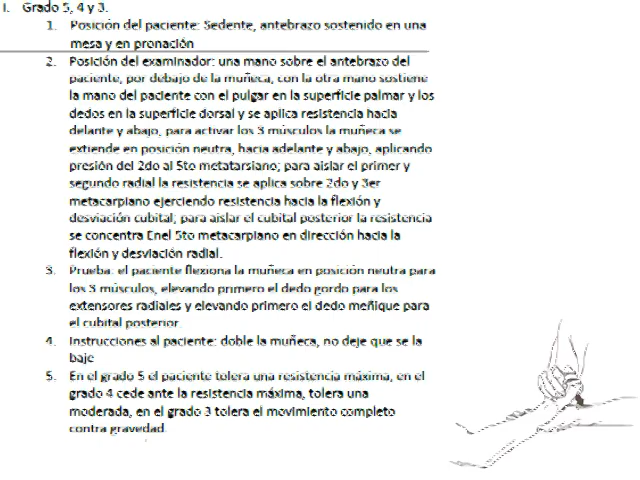 I. Grado 5, 4 y 3.
1. Posición del paciente: Sedente, antebrazo sostenido en una
mesa y en pronación
2. Posición del examinador: una mano sobre el antebrazo del
paciente, por debajo de la muñeca, con la otra mano sostiene
la mano del paciente con el pulgar en la superficie palmar y los
dedos en la superficie dorsal y se aplica resistencia hacia
delante y abajo, para activar los 3 músculos la muñeca se
extiende en posición neutra, hacia adelante y abajo, aplicando
presión del 2do al 5to metatarsiano; para aislar el primer y
segundo radial la resistencia se aplica sobre 2do y 3er
metacarpiano ejerciendo resistencia hacia la flexión y
desviación cubital; para aislar el cubital posterior la resistencia
se concentra Enel 5to metacarpiano en dirección hacia la
flexión y desviación radial.
3. Prueba: el paciente flexiona la muñeca en posición neutra para
los 3 músculos, elevando primero el dedo gordo para los
extensores radiales y elevando primero el dedo meñique para
el cubital posterior
4. Instrucciones al paciente: doble la muñeca, no deje que se la
baje
5. En el grado 5 el paciente tolera una resistencia máxima, en el
grado 4 cede ante la resistencia máxima, tolera una
moderada, en el grado 3 tolera el movimiento completo
contra gravedad.